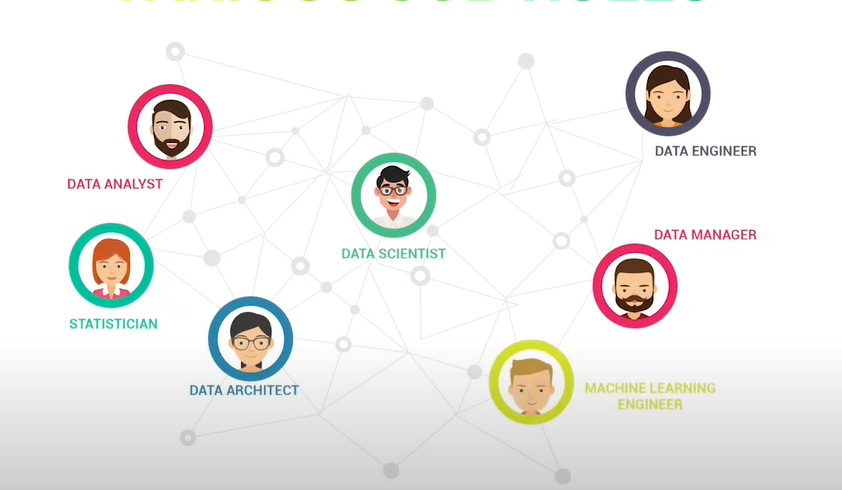 DATA ENGINEER
DATA ANALYST
DATA MANAGER
DATA SCIENTIST
STATISTICIAN
DATA ARCHITECT
MACHINE LEARNING
ENGINEER